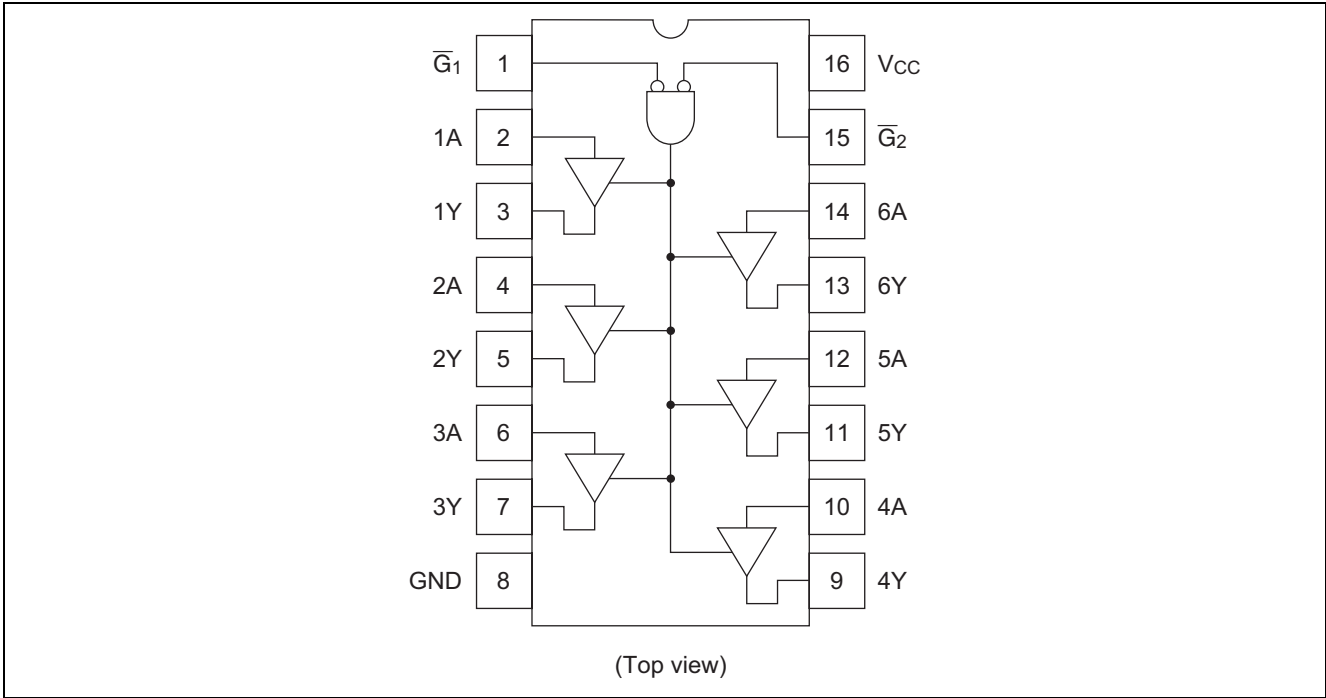 G̅1 1 16 VCC
1A 2 15 G̅2
1Y 3 14 6A
2A 4 13 6Y
2Y 5 12 5A
3A 6 11 5Y
3Y 7 10 4A
GND 8 9 4Y
(Top view)